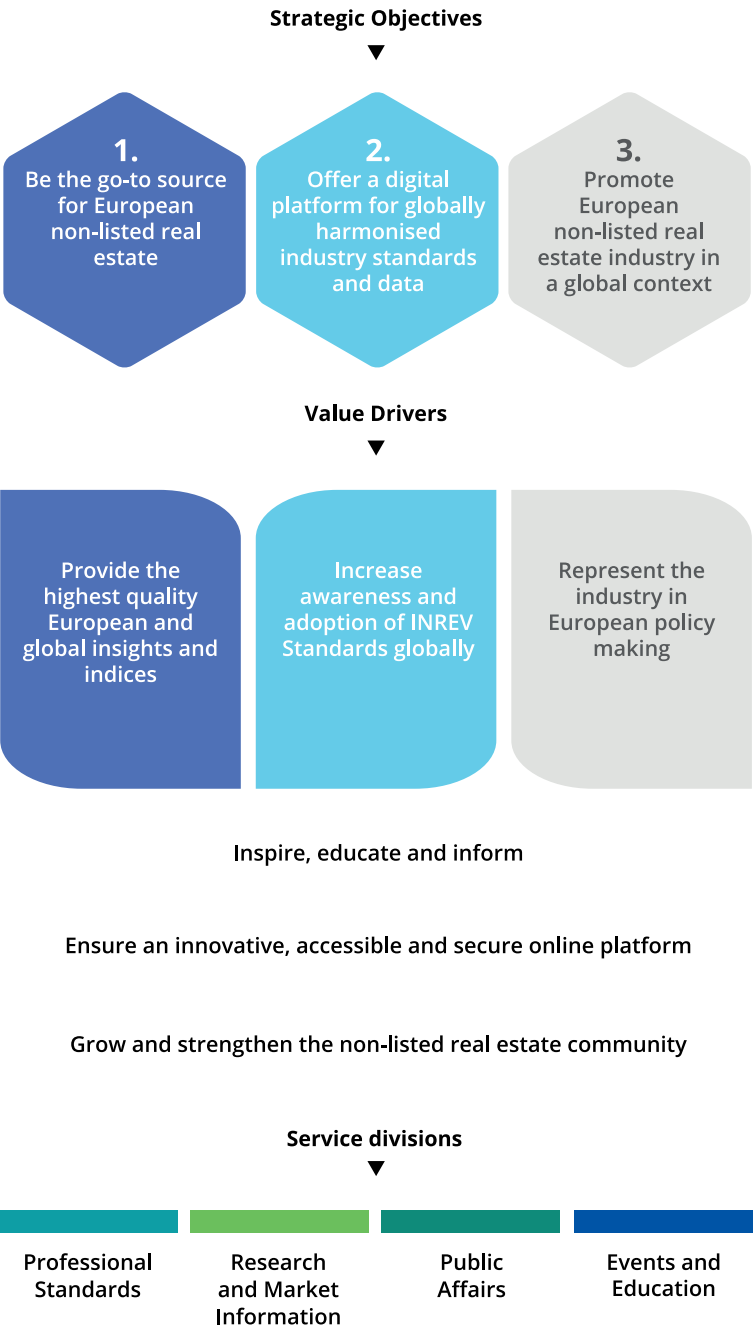 Strategic Objectives
1.
Be the go-to source
for European
non-listed real
estate
2.
Offer a digital
platform for globally
harmonised
industry standards
and data
3.
Promote
European
non-listed real
estate industry in
a global context
Value Drivers
Provide the
highest quality
European and
global insights and
indices
Increase
awareness and
adoption of INREV
Standards globally
Represent the
industry in
European policy
making
Inspire, educate and inform
Ensure an innovative, accessible and secure online platform
Grow and strengthen the non-listed real estate community
Service divisions
Professional
Standards
Research
and Market
Information
Public
Affairs
Events and
Education